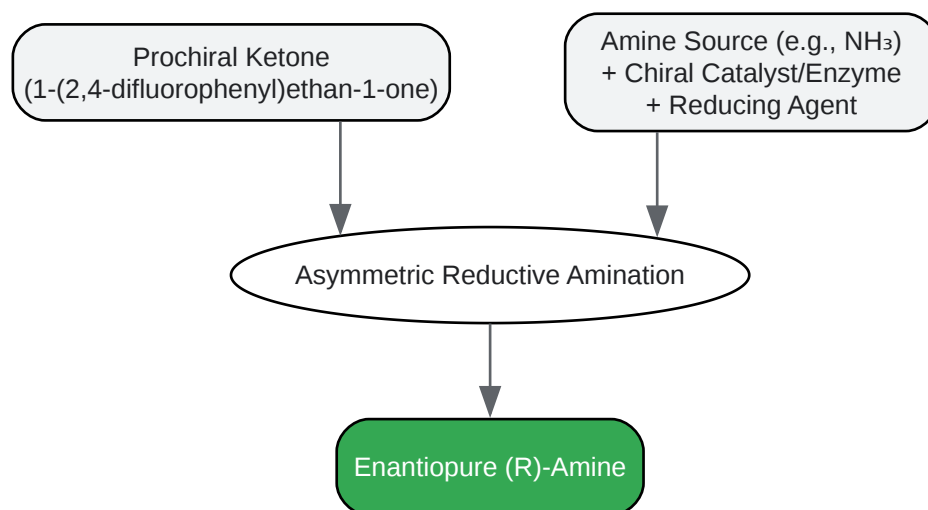 Prochiral Ketone
(1-(2,4-difluorophenyl)ethan-1-one)
Amine Source (e.g., NH₃)
+ Chiral Catalyst/Enzyme
+ Reducing Agent
Asymmetric Reductive Amination
Enantiopure (R)-Amine